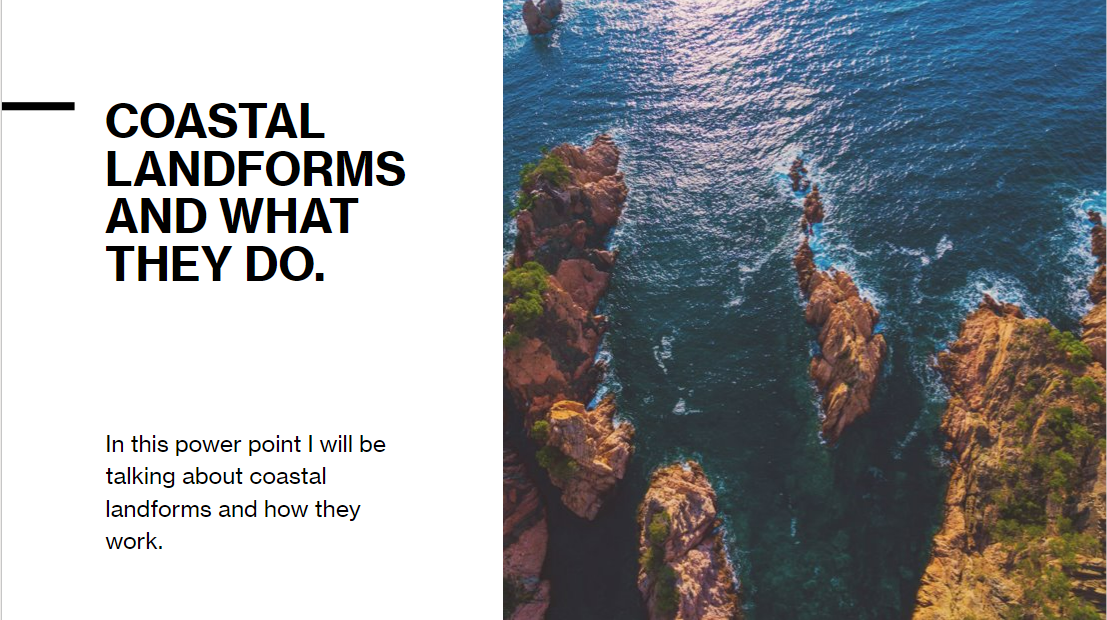 COASTAL
LANDFORMS
AND WHAT
THEY DO.
In this power point I will be
talking about coastal
landforms and how they
work.